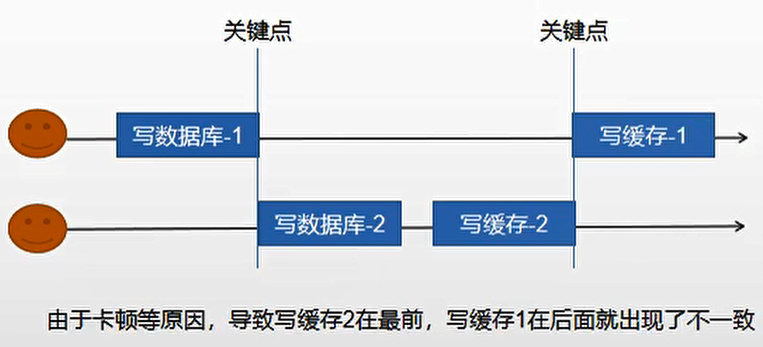 关键点 关键点
写数据库-1 写缓存-1
写数据库-2 写缓存-2
由于卡顿等原因，导致写缓存2在最前，写缓存1在后面就出现了不一致